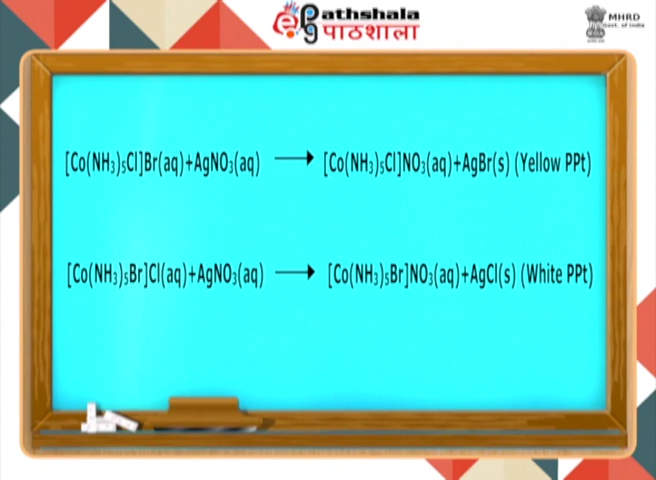 e Pathshala
पाठशाला
MHRD
Govt. of India
[Co(NH₃)₅Cl]Br(aq)+AgNO₃(aq) → [Co(NH₃)₅Cl]NO₃(aq)+AgBr(s) (Yellow PPt)
[Co(NH₃)₅Br]Cl(aq)+AgNO₃(aq) → [Co(NH₃)₅Br]NO₃(aq)+AgCl(s) (White PPt)